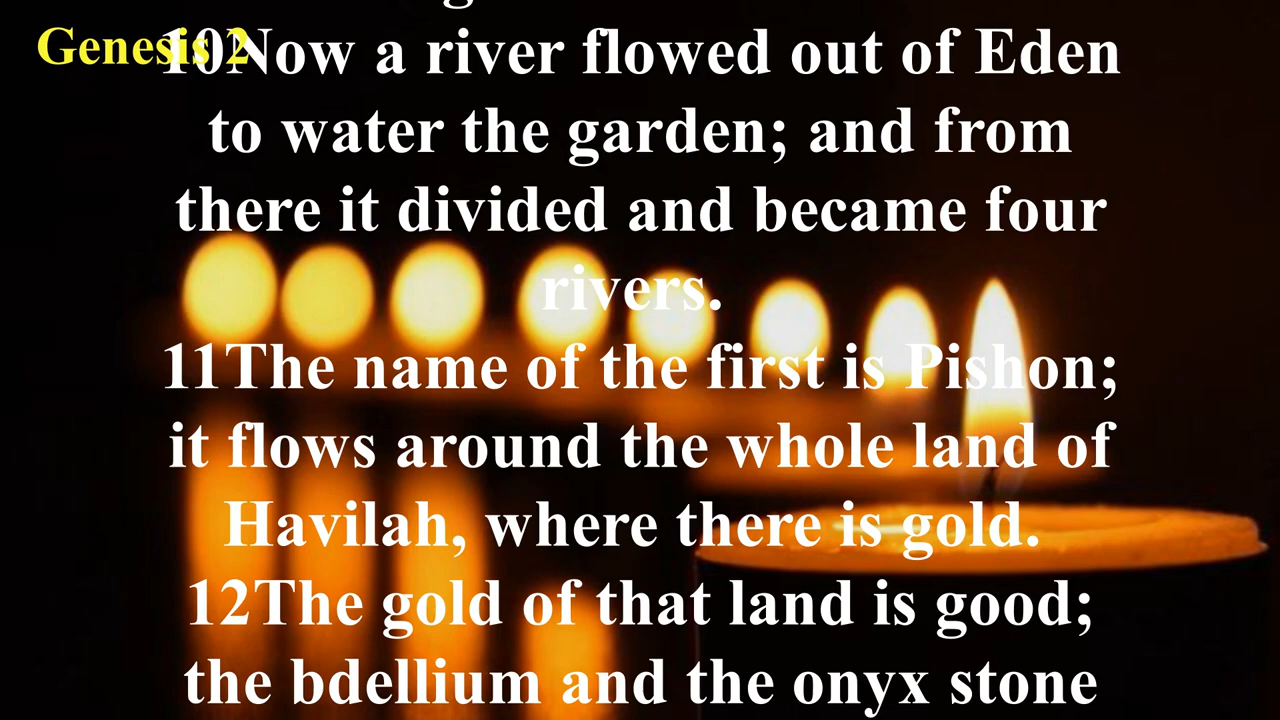 Genesis 2
10Now a river flowed out of Eden
to water the garden; and from
there it divided and became four
rivers.
11The name of the first is Pishon;
it flows around the whole land of
Havilah, where there is gold.
12The gold of that land is good;
the bdellium and the onyx stone